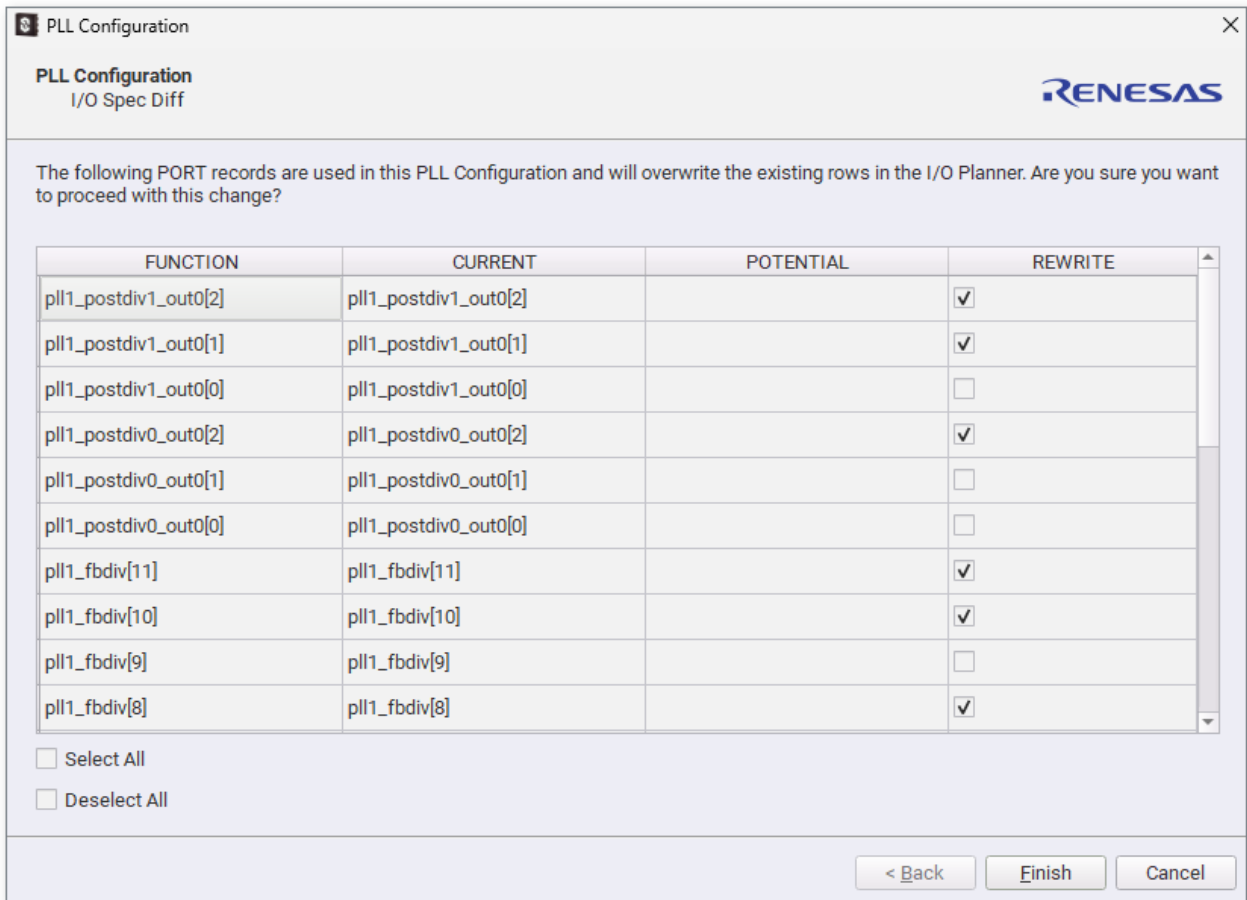 PLL Configuration
PLL Configuration
I/O Spec Diff
RENESAS
The following PORT records are used in this PLL Configuration and will overwrite the existing rows in the I/O Planner. Are you sure you want
to proceed with this change?
FUNCTION CURRENT POTENTIAL REWRITE
pll1_postdiv1_out0[2] pll1_postdiv1_out0[2]
pll1_postdiv1_out0[1] pll1_postdiv1_out0[1]
pll1_postdiv1_out0[0] pll1_postdiv1_out0[0]
pll1_postdiv0_out0[2] pll1_postdiv0_out0[2]
pll1_postdiv0_out0[1] pll1_postdiv0_out0[1]
pll1_postdiv0_out0[0] pll1_postdiv0_out0[0]
pll1_fbdiv[11] pll1_fbdiv[11]
pll1_fbdiv[10] pll1_fbdiv[10]
pll1_fbdiv[9] pll1_fbdiv[9]
pll1_fbdiv[8] pll1_fbdiv[8]
Select All
Deselect All
< Back Finish Cancel